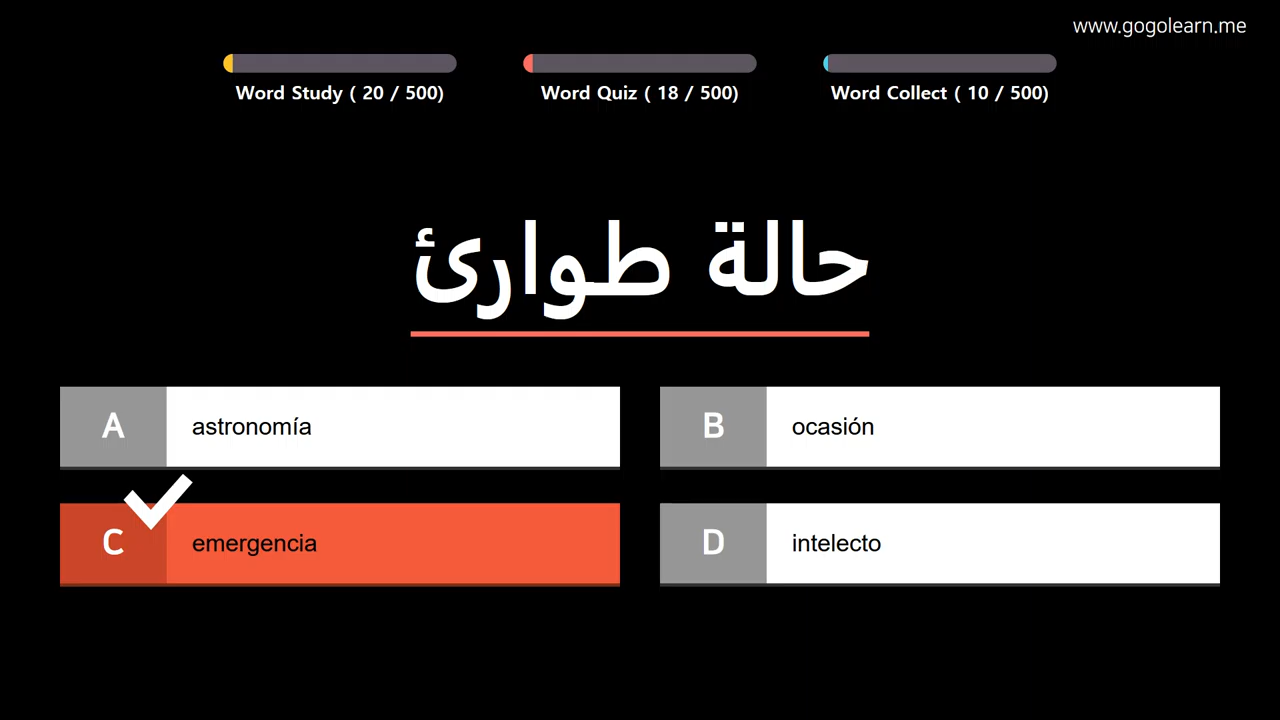 www.gogolearn.me
Word Study ( 20 / 500)
Word Quiz ( 18 / 500)
Word Collect ( 10 / 500)
حالة طوارئ
A astronomía
B ocasión
C emergencia
D intelecto